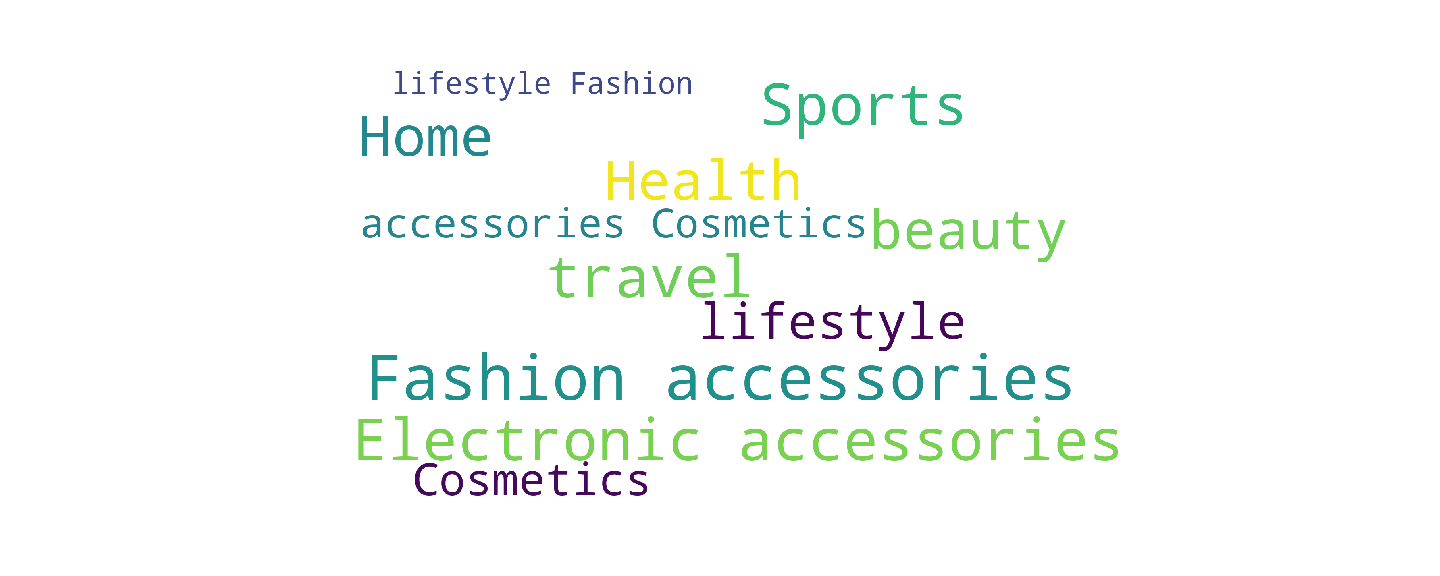 lifestyle Fashion
Sports
Home
Health
accessories Cosmetics
beauty
travel
lifestyle
Fashion accessories
Electronic accessories
Cosmetics